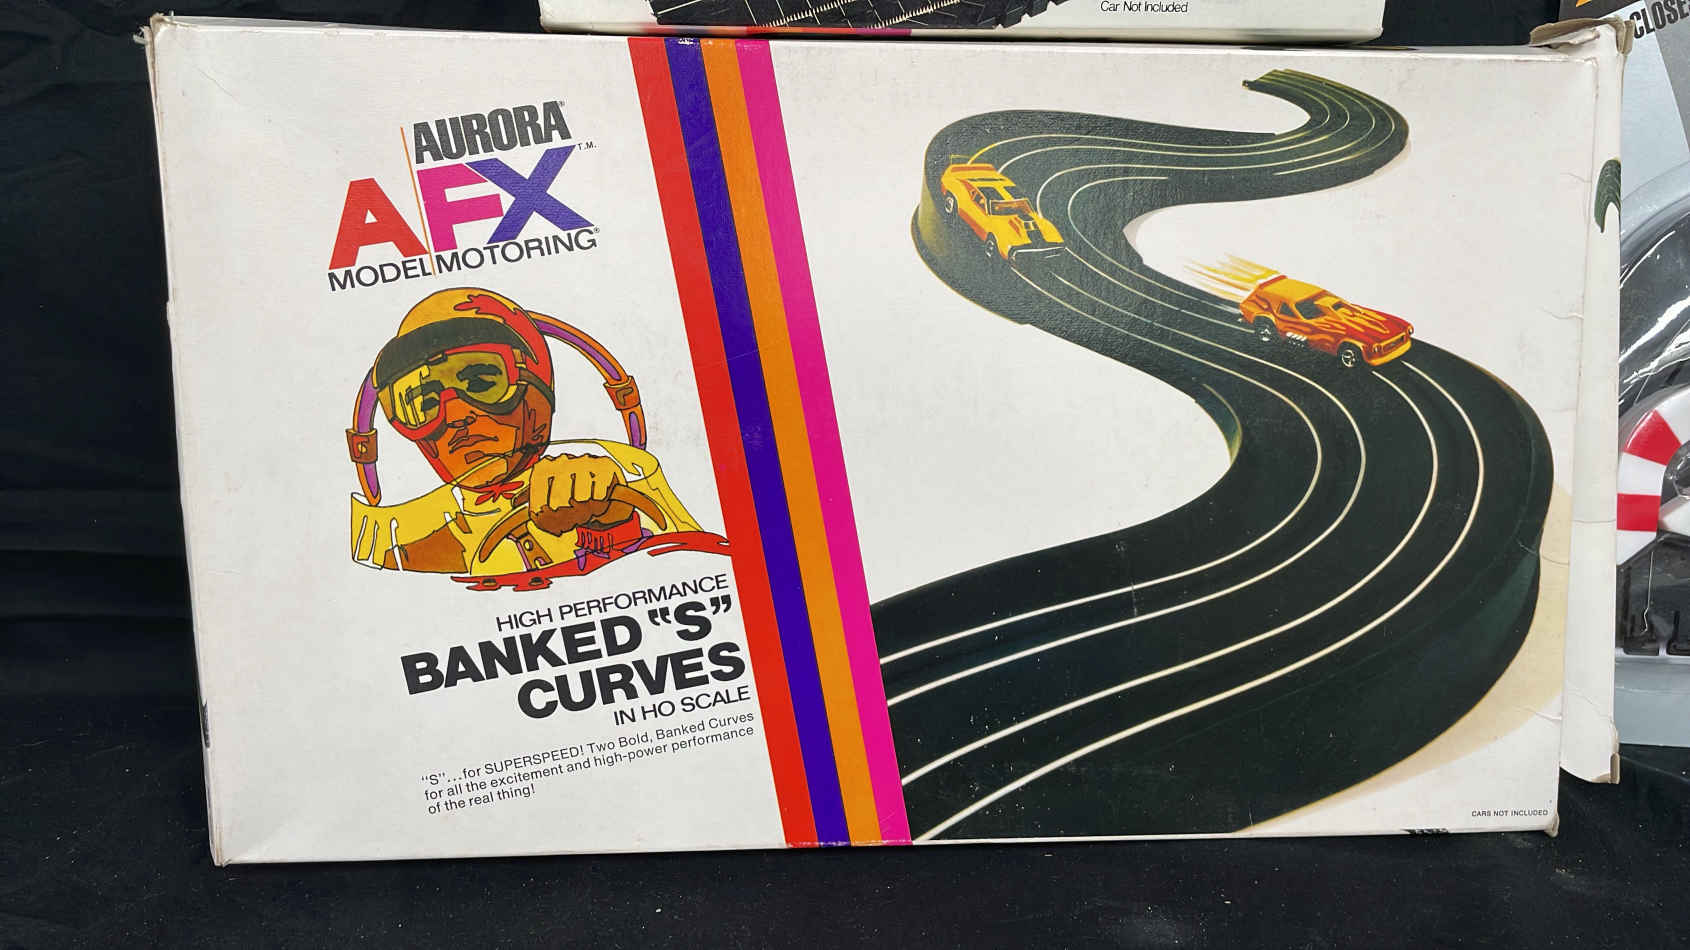 Car Not Included
CLOSE
AURORA®
AFX T.M.
MODEL MOTORING®
HIGH PERFORMANCE
BANKED “S”
CURVES
IN HO SCALE
“S”...for SUPERSPEED! Two Bold, Banked Curves
for all the excitement and high-power performance
of the real thing!
CARS NOT INCLUDED